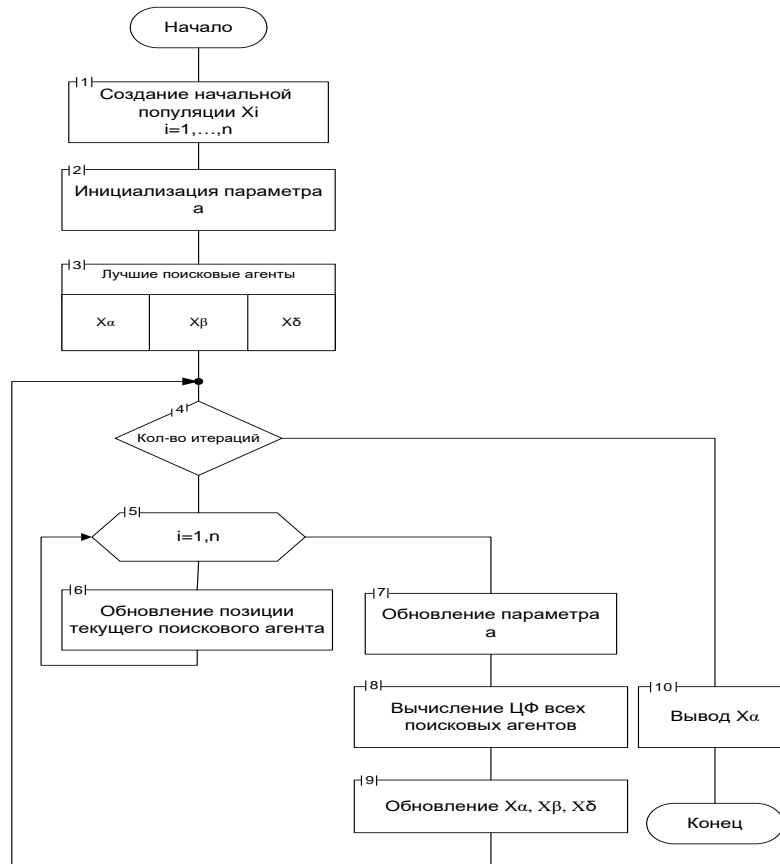 Начало
1
Создание начальной
популяции Xi
i=1,…,n
2
Инициализация параметра
a
3
Лучшие поисковые агенты
Xα
Xβ
Xδ
4
Кол-во итераций
5
i=1,n
6
Обновление позиции
текущего поискового агента
7
Обновление параметра
a
8
Вычисление ЦФ всех
поисковых агентов
9
Обновление Xα, Xβ, Xδ
10
Вывод Xα
Конец